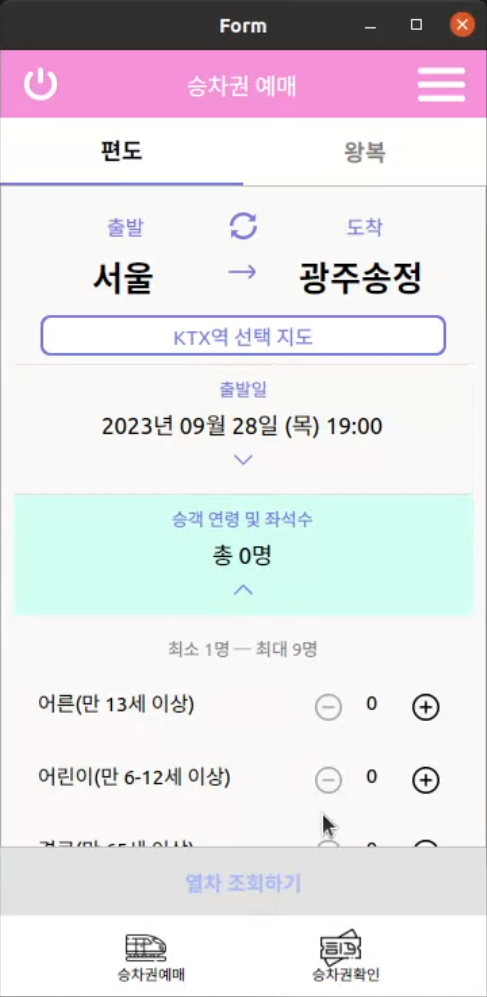 Form
승차권 예매
편도
왕복
출발
도착
서울
→
광주송정
KTX역 선택 지도
출발일
2023년 09월 28일 (목) 19:00
승객 연령 및 좌석수
총 0명
최소 1명 — 최대 9명
어른(만 13세 이상)
0
어린이(만 6-12세 이상)
0
열차 조회하기
승차권예매
승차권확인